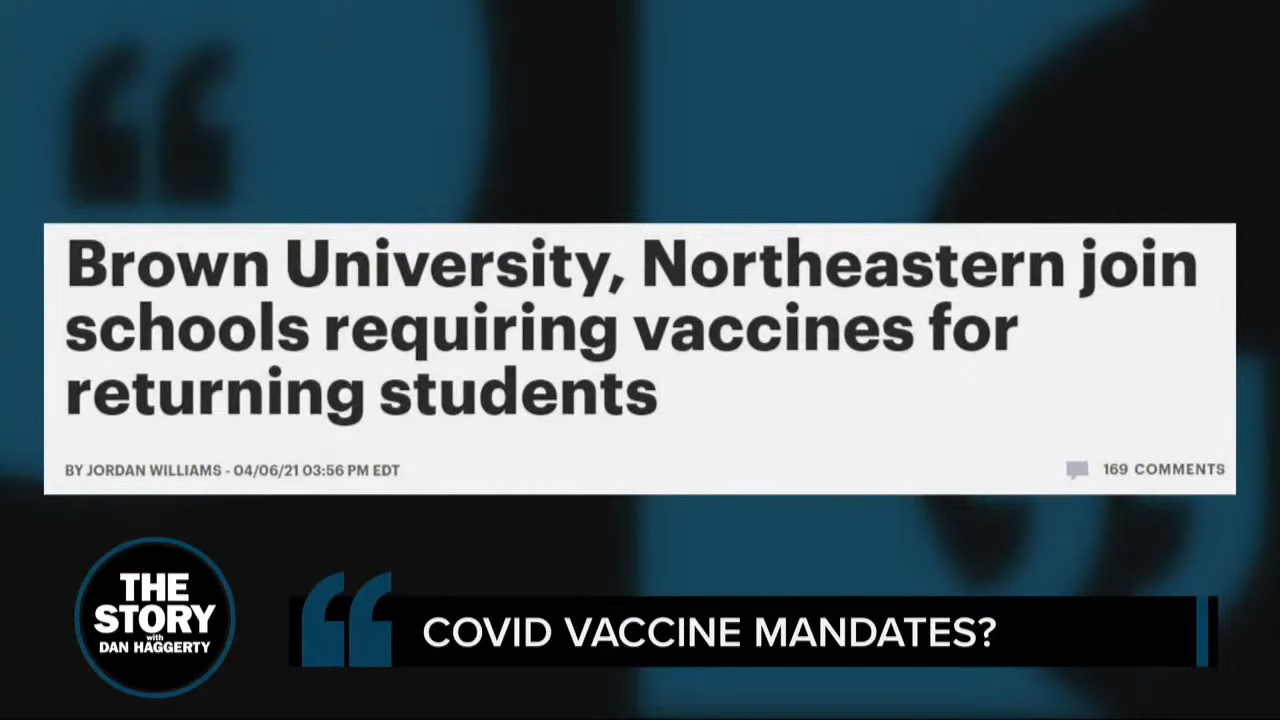 Brown University, Northeastern join
schools requiring vaccines for
returning students
BY JORDAN WILLIAMS - 04/06/21 03:56 PM EDT
169 COMMENTS
THE
STORY
with
DAN HAGGERTY
COVID VACCINE MANDATES?